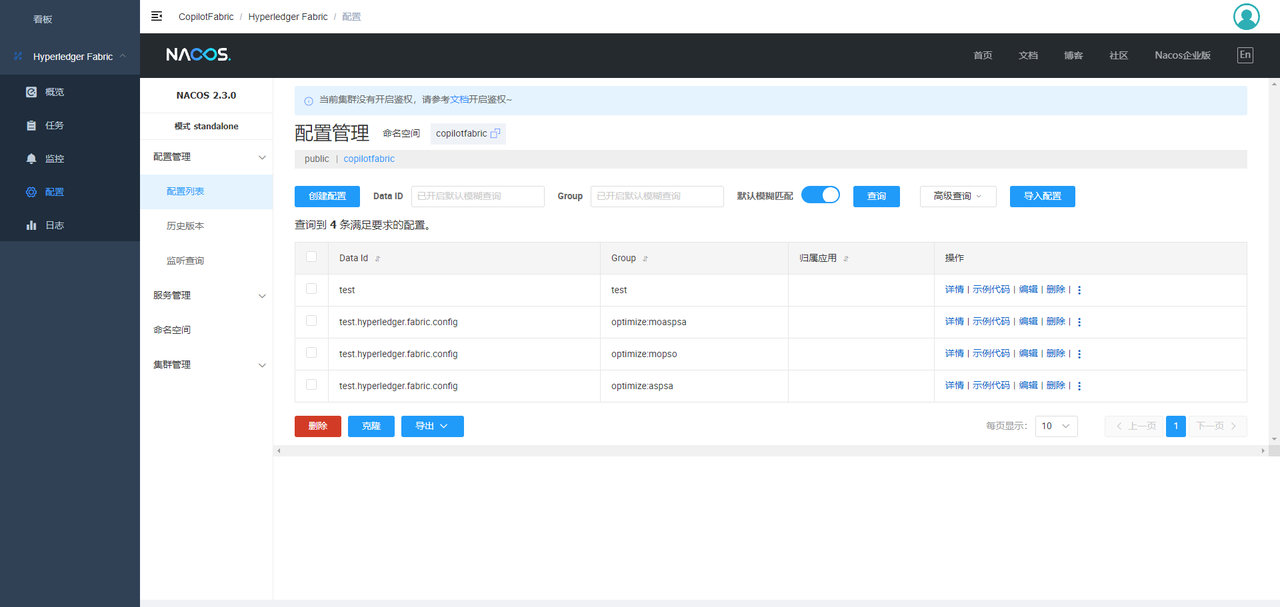 看板
Hyperledger Fabric
概览
任务
监控
配置
日志
CopilotFabric / Hyperledger Fabric / 配置
NACOS.
首页 文档 博客 社区 Nacos企业版 En
NACOS 2.3.0
模式 standalone
配置管理
配置列表
历史版本
监听查询
服务管理
命名空间
集群管理
当前集群没有开启鉴权，请参考文档开启鉴权~
配置管理 命名空间 copilotfabric
public | copilotfabric
创建配置 Data ID 已开启默认模糊查询 Group 已开启默认模糊查询 默认模糊匹配 查询 高级查询 导入配置
查询到 4 条满足要求的配置。
Data Id Group 归属应用 操作
test test 详情 | 示例代码 | 编辑 | 删除 |
test.hyperledger.fabric.config optimize:moaspsa 详情 | 示例代码 | 编辑 | 删除 |
test.hyperledger.fabric.config optimize:mopso 详情 | 示例代码 | 编辑 | 删除 |
test.hyperledger.fabric.config optimize:aspsa 详情 | 示例代码 | 编辑 | 删除 |
删除 克隆 导出 每页显示: 10 上一页 1 下一页